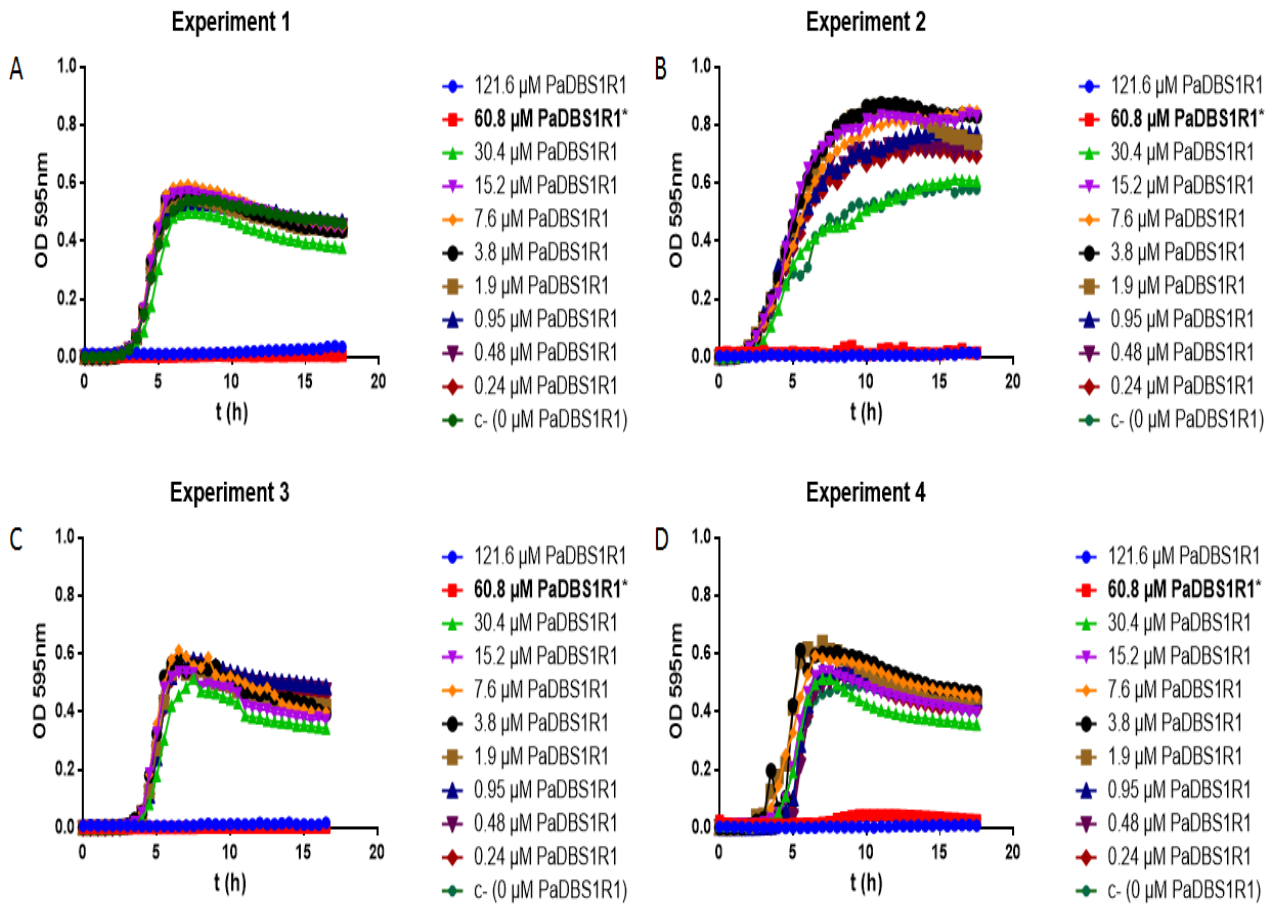 Experiment 1
A
1.0
0.8
0.6
0.4
0.2
0.0
OD 595nm
0 5 10 15 20
t (h)
121.6 µM PaDBS1R1
60.8 µM PaDBS1R1*
30.4 µM PaDBS1R1
15.2 µM PaDBS1R1
7.6 µM PaDBS1R1
3.8 µM PaDBS1R1
1.9 µM PaDBS1R1
0.95 µM PaDBS1R1
0.48 µM PaDBS1R1
0.24 µM PaDBS1R1
c- (0 µM PaDBS1R1)
Experiment 2
B
1.0
0.8
0.6
0.4
0.2
0.0
OD 595nm
0 5 10 15 20
t (h)
121.6 µM PaDBS1R1
60.8 µM PaDBS1R1*
30.4 µM PaDBS1R1
15.2 µM PaDBS1R1
7.6 µM PaDBS1R1
3.8 µM PaDBS1R1
1.9 µM PaDBS1R1
0.95 µM PaDBS1R1
0.48 µM PaDBS1R1
0.24 µM PaDBS1R1
c- (0 µM PaDBS1R1)
Experiment 3
C
1.0
0.8
0.6
0.4
0.2
0.0
OD 595nm
0 5 10 15 20
t (h)
121.6 µM PaDBS1R1
60.8 µM PaDBS1R1*
30.4 µM PaDBS1R1
15.2 µM PaDBS1R1
7.6 µM PaDBS1R1
3.8 µM PaDBS1R1
1.9 µM PaDBS1R1
0.95 µM PaDBS1R1
0.48 µM PaDBS1R1
0.24 µM PaDBS1R1
c- (0 µM PaDBS1R1)
Experiment 4
D
1.0
0.8
0.6
0.4
0.2
0.0
OD 595nm
0 5 10 15 20
t (h)
121.6 µM PaDBS1R1
60.8 µM PaDBS1R1*
30.4 µM PaDBS1R1
15.2 µM PaDBS1R1
7.6 µM PaDBS1R1
3.8 µM PaDBS1R1
1.9 µM PaDBS1R1
0.95 µM PaDBS1R1
0.48 µM PaDBS1R1
0.24 µM PaDBS1R1
c- (0 µM PaDBS1R1)